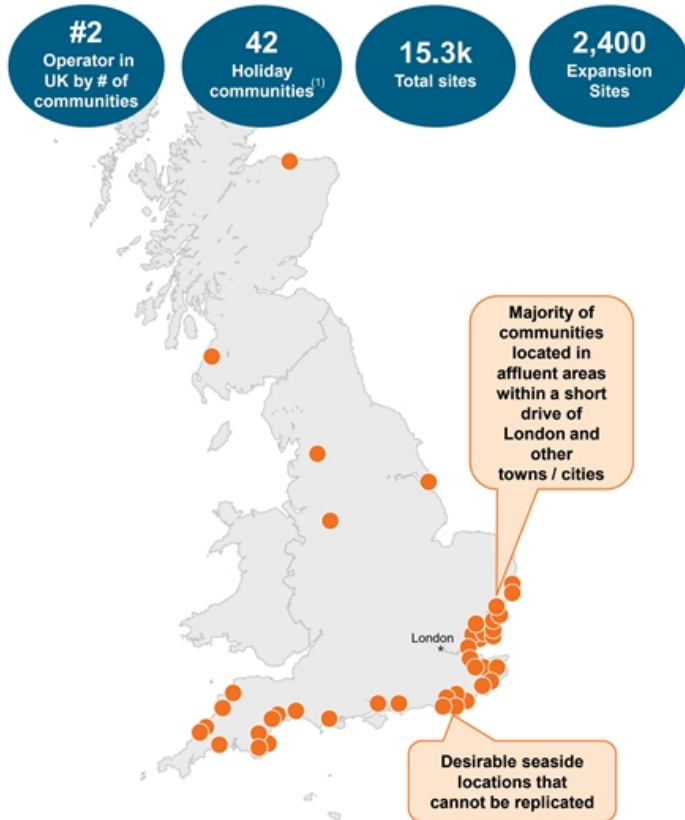 #2
Operator in
UK by # of
communities
42
Holiday
communities(1)
15.3k
Total sites
2,400
Expansion
Sites
Majority of
communities
located in
affluent areas
within a short
drive of
London and
other
towns / cities
London
Desirable seaside
locations that
cannot be replicated